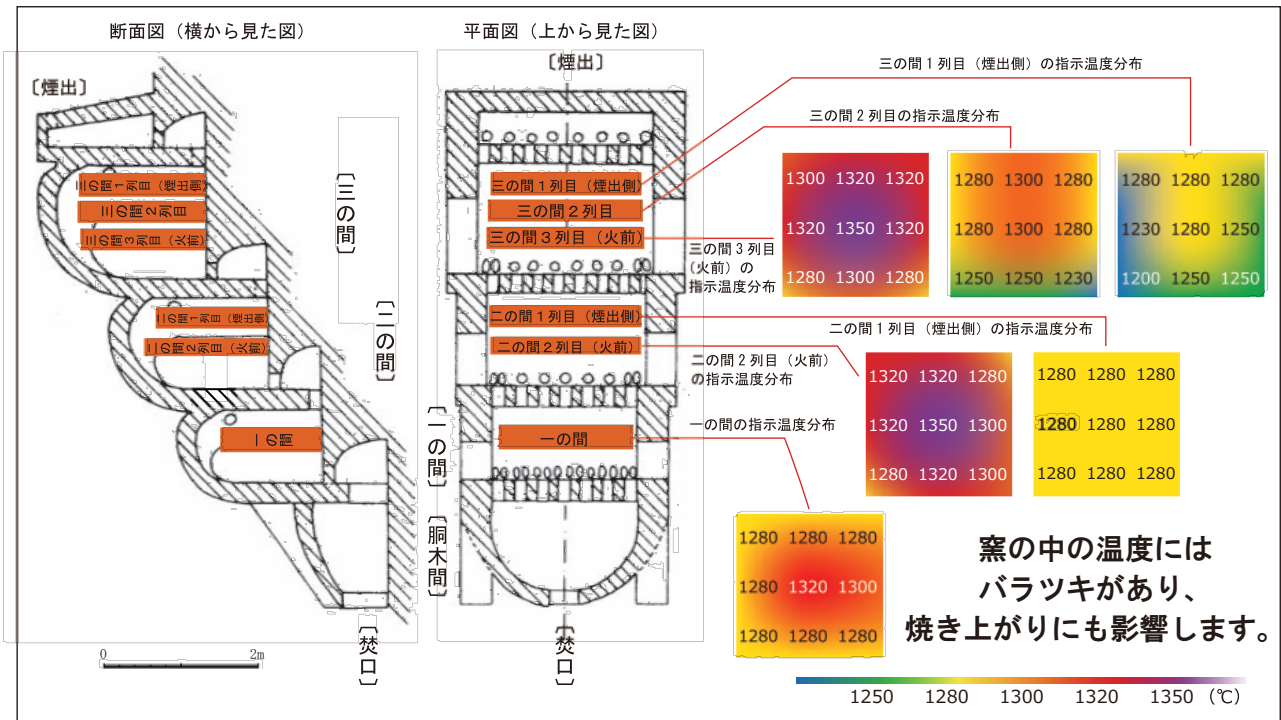 断面図（横から見た図）
〔煙出〕
三の間１列目（煙出側）
三の間２列目
三の間３列目（火前）
二の間１列目（煙出側）
二の間２列目（火前）
一の間
〔三の間〕
〔二の間〕
〔一の間〕
〔胴木間〕
〔焚口〕
0 2m
平面図（上から見た図）
〔煙出〕
三の間１列目（煙出側）
三の間２列目
三の間３列目（火前）
二の間１列目（煙出側）
二の間２列目（火前）
一の間
〔焚口〕
三の間１列目（煙出側）の指示温度分布
三の間２列目の指示温度分布
三の間３列目
（火前）の
指示温度分布
1300 1320 1320
1320 1350 1320
1280 1300 1280
1280 1300 1280
1280 1300 1280
1250 1250 1230
1280 1280 1280
1230 1280 1250
1200 1250 1250
二の間１列目（煙出側）の指示温度分布
二の間２列目（火前）
の指示温度分布
1320 1320 1280
1320 1350 1300
1280 1320 1300
1280 1280 1280
1280 1280 1280
1280 1280 1280
一の間の指示温度分布
1280 1280 1280
1280 1320 1300
1280 1280 1280
窯の中の温度には
バラツキがあり、
焼き上がりにも影響します。
1250 1280 1300 1320 1350 （℃）